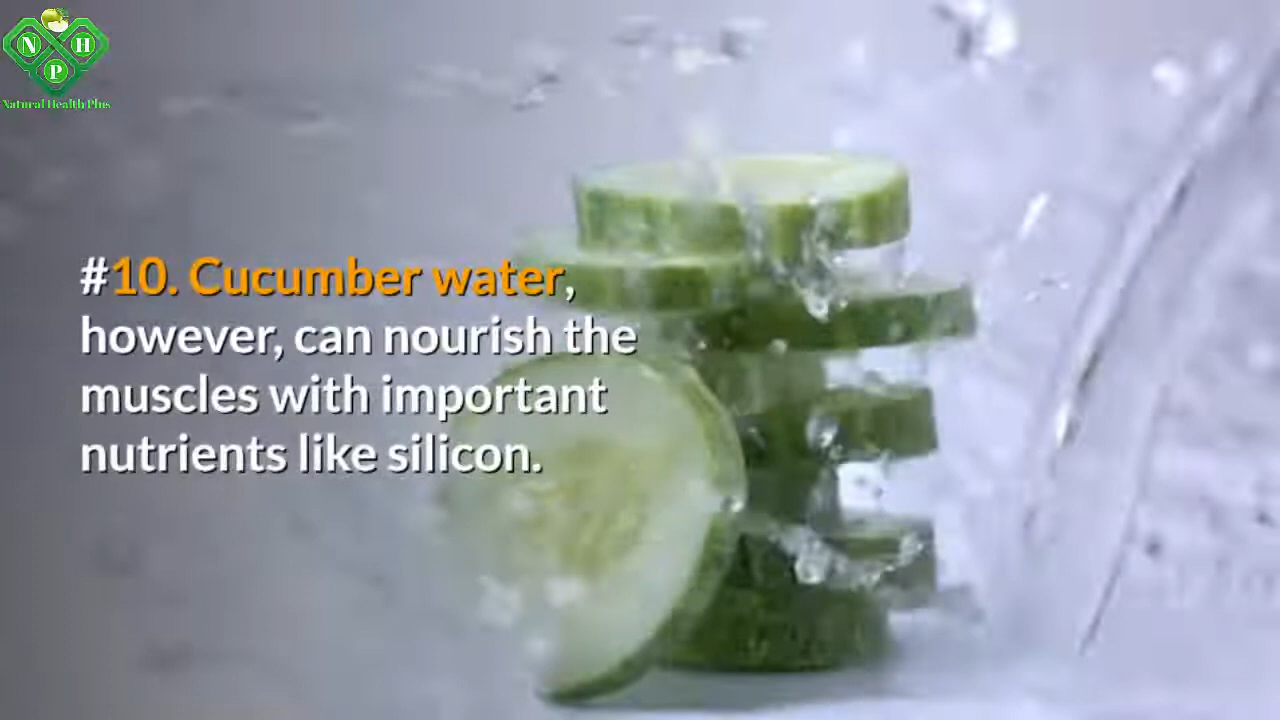 N H
P
Natural Health Plus
#10. Cucumber water,
however, can nourish the
muscles with important
nutrients like silicon.